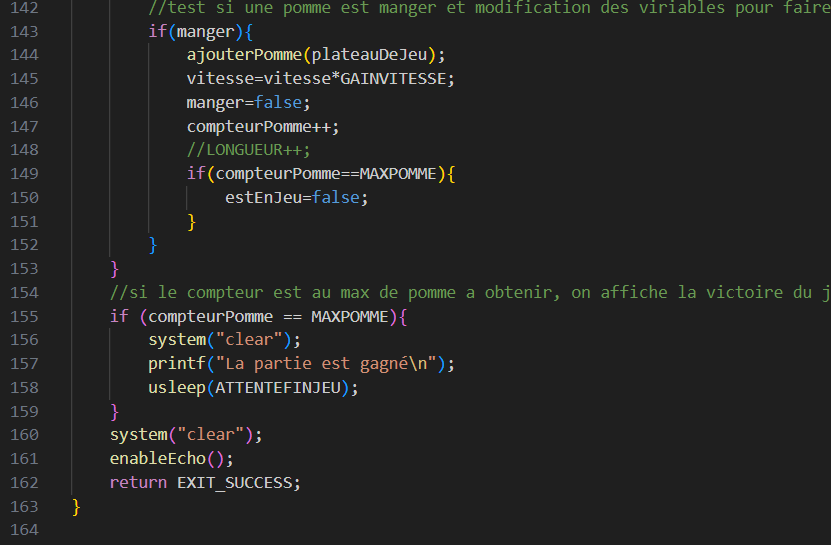 142 //test si une pomme est manger et modification des viriables pour faire
143 if(manger){
144 ajouterPomme(plateauDeJeu);
145 vitesse=vitesse*GAINVITESSE;
146 manger=false;
147 compteurPomme++;
148 //LONGUEUR++;
149 if(compteurPomme==MAXPOMME){
150 estEnJeu=false;
151 }
152 }
153 }
154 //si le compteur est au max de pomme a obtenir, on affiche la victoire du j
155 if (compteurPomme == MAXPOMME){
156 system("clear");
157 printf("La partie est gagné\n");
158 usleep(ATTENTEFINJEU);
159 }
160 system("clear");
161 enableEcho();
162 return EXIT_SUCCESS;
163 }
164